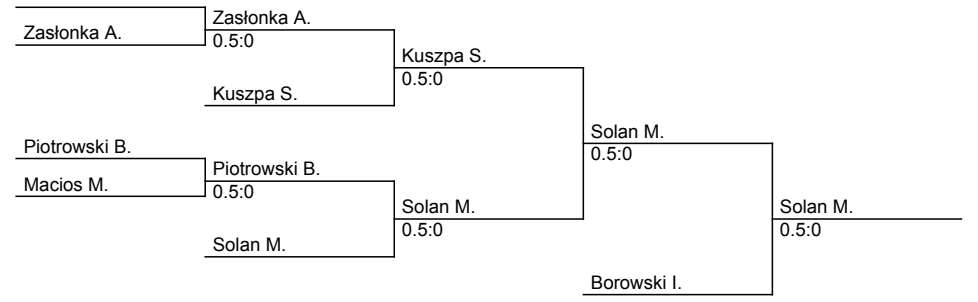 Zasłonka A.
Zasłonka A.
0.5:0
Kuszpa S.
0.5:0
Kuszpa S.
Solan M.
0.5:0
Piotrowski B.
Piotrowski B.
0.5:0
Macios M.
Solan M.
0.5:0
Solan M.
0.5:0
Solan M.
Borowski I.